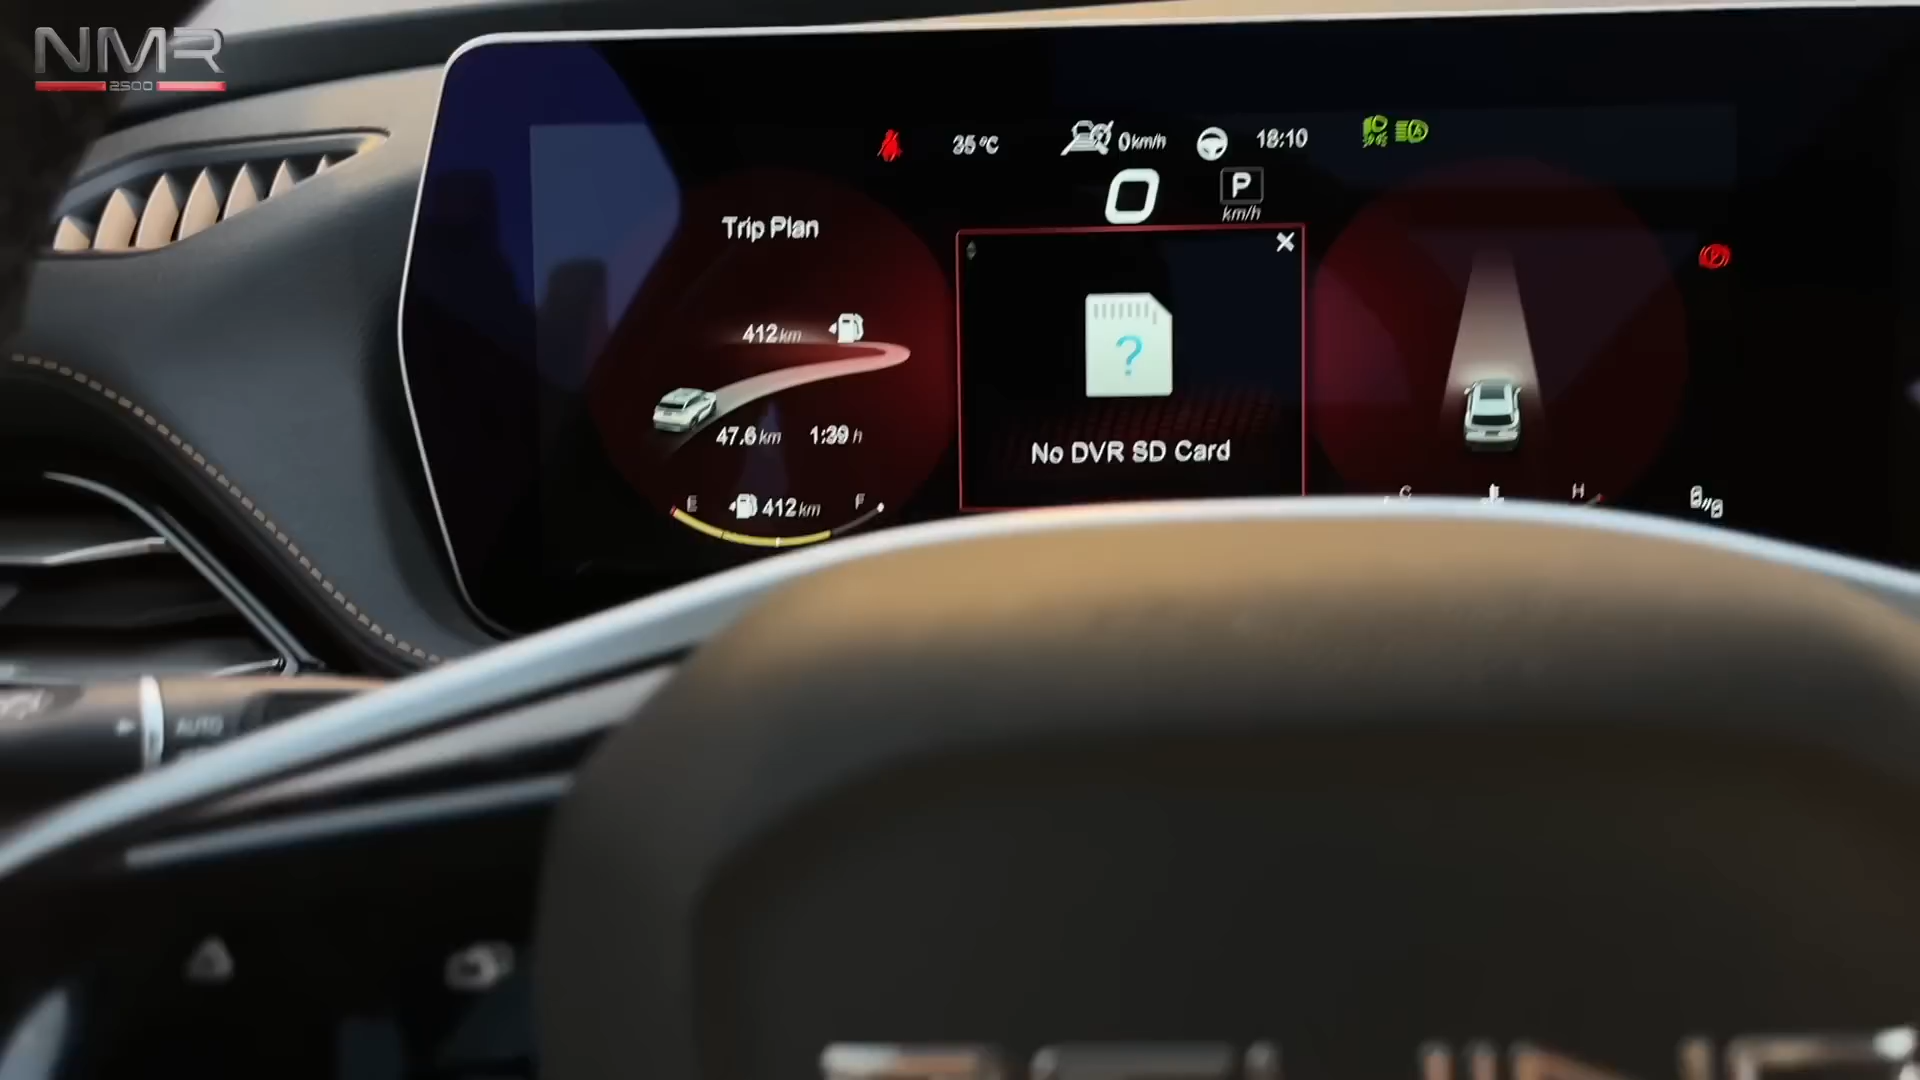 NMR
2500
35°C
0km/h
18:10
0
P
km/h
Trip Plan
412 km
47.6 km
1:39 h
E
412 km
F
No DVR SD Card
C
H
AUTO